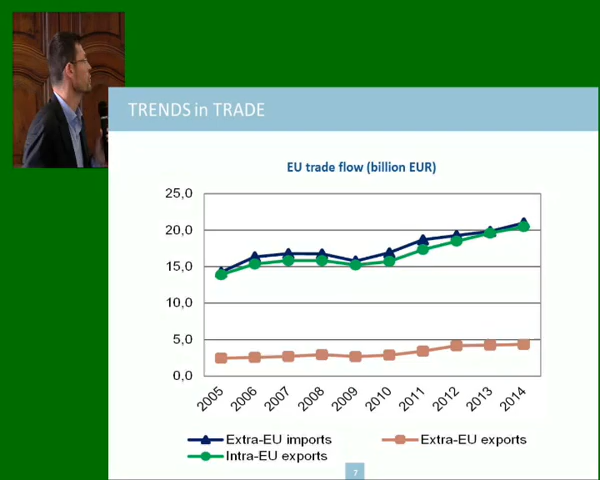 TRENDS in TRADE
EU trade flow (billion EUR)
25,0
20,0
15,0
10,0
5,0
0,0
2005 2006 2007 2008 2009 2010 2011 2012 2013 2014
Extra-EU imports Extra-EU exports
Intra-EU exports
7